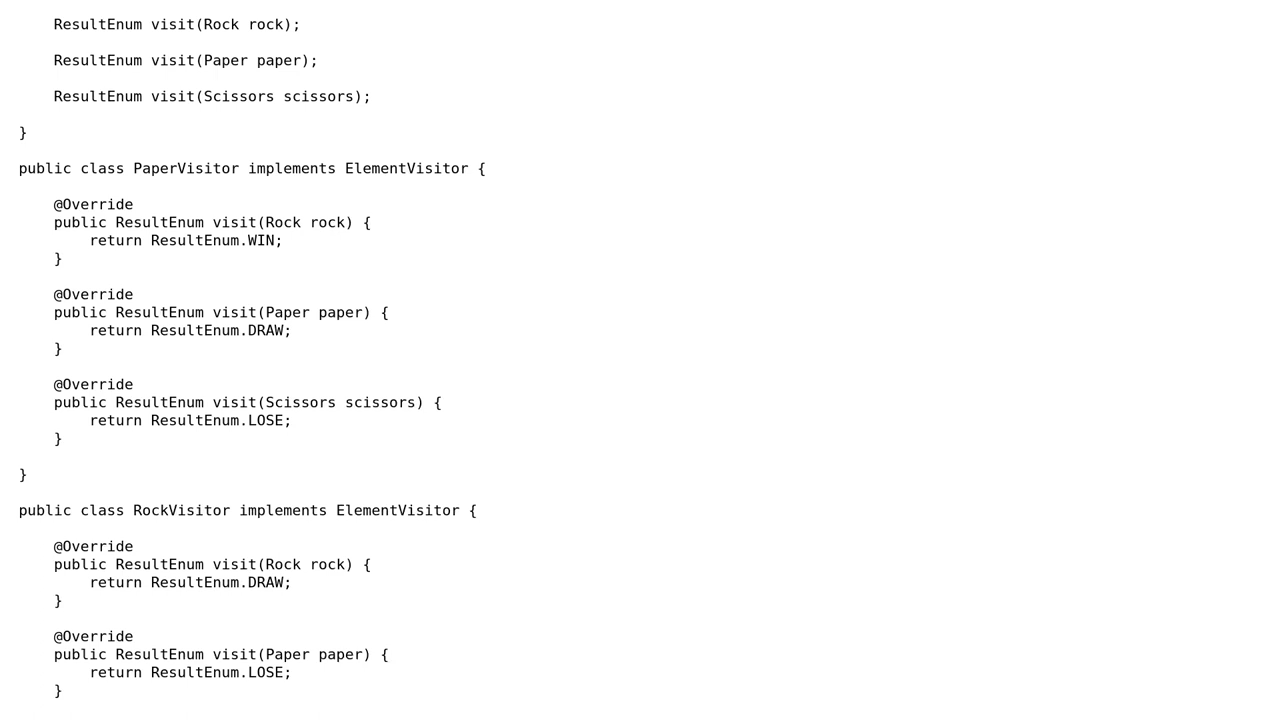 ResultEnum visit(Rock rock);
ResultEnum visit(Paper paper);
ResultEnum visit(Scissors scissors);
}
public class PaperVisitor implements ElementVisitor {
@Override
public ResultEnum visit(Rock rock) {
return ResultEnum.WIN;
}
@Override
public ResultEnum visit(Paper paper) {
return ResultEnum.DRAW;
}
@Override
public ResultEnum visit(Scissors scissors) {
return ResultEnum.LOSE;
}
}
public class RockVisitor implements ElementVisitor {
@Override
public ResultEnum visit(Rock rock) {
return ResultEnum.DRAW;
}
@Override
public ResultEnum visit(Paper paper) {
return ResultEnum.LOSE;
}